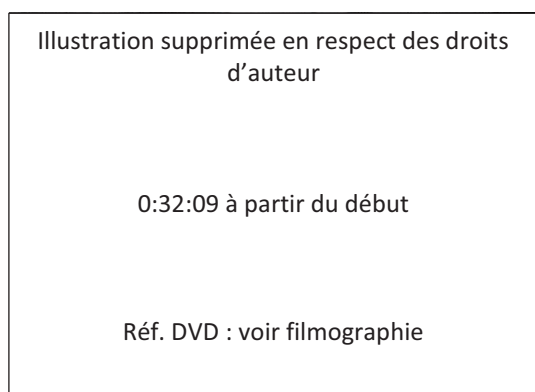 Illustration supprimée en respect des droits
d’auteur
0:32:09 à partir du début
Réf. DVD : voir filmographie